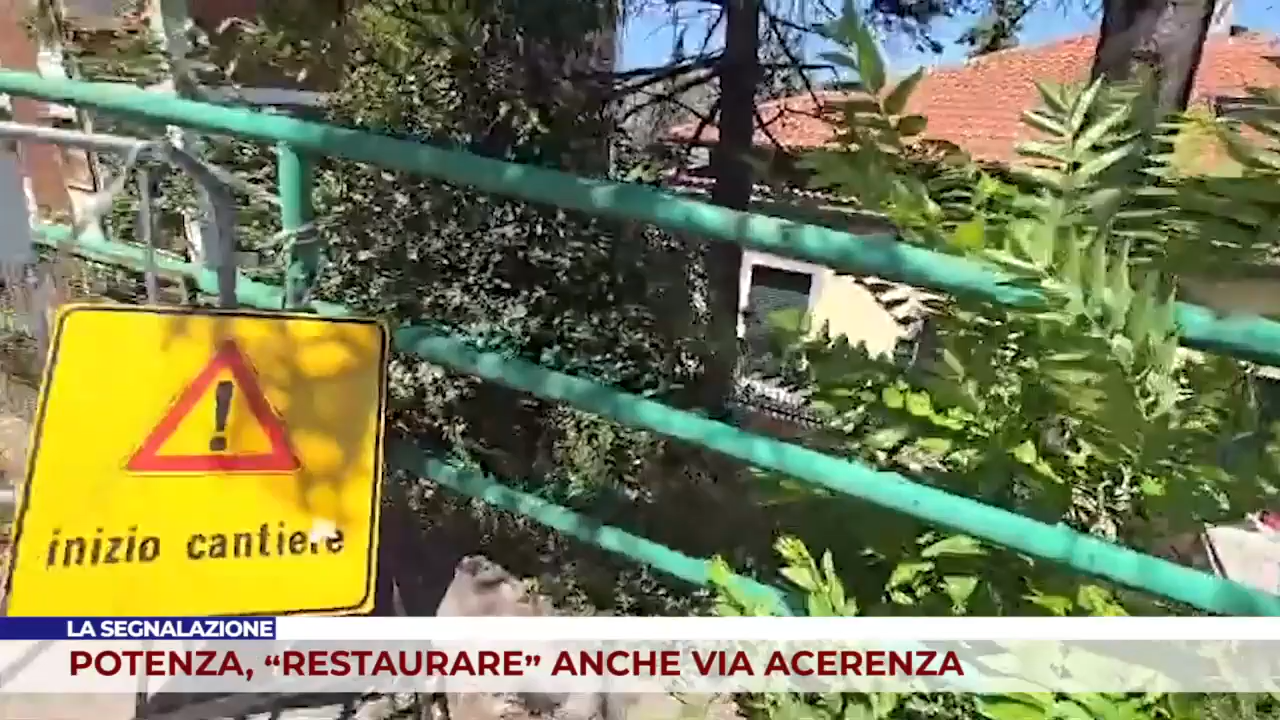 !
inizio cantiere
LA SEGNALAZIONE
POTENZA, “RESTAURARE” ANCHE VIA ACERENZA